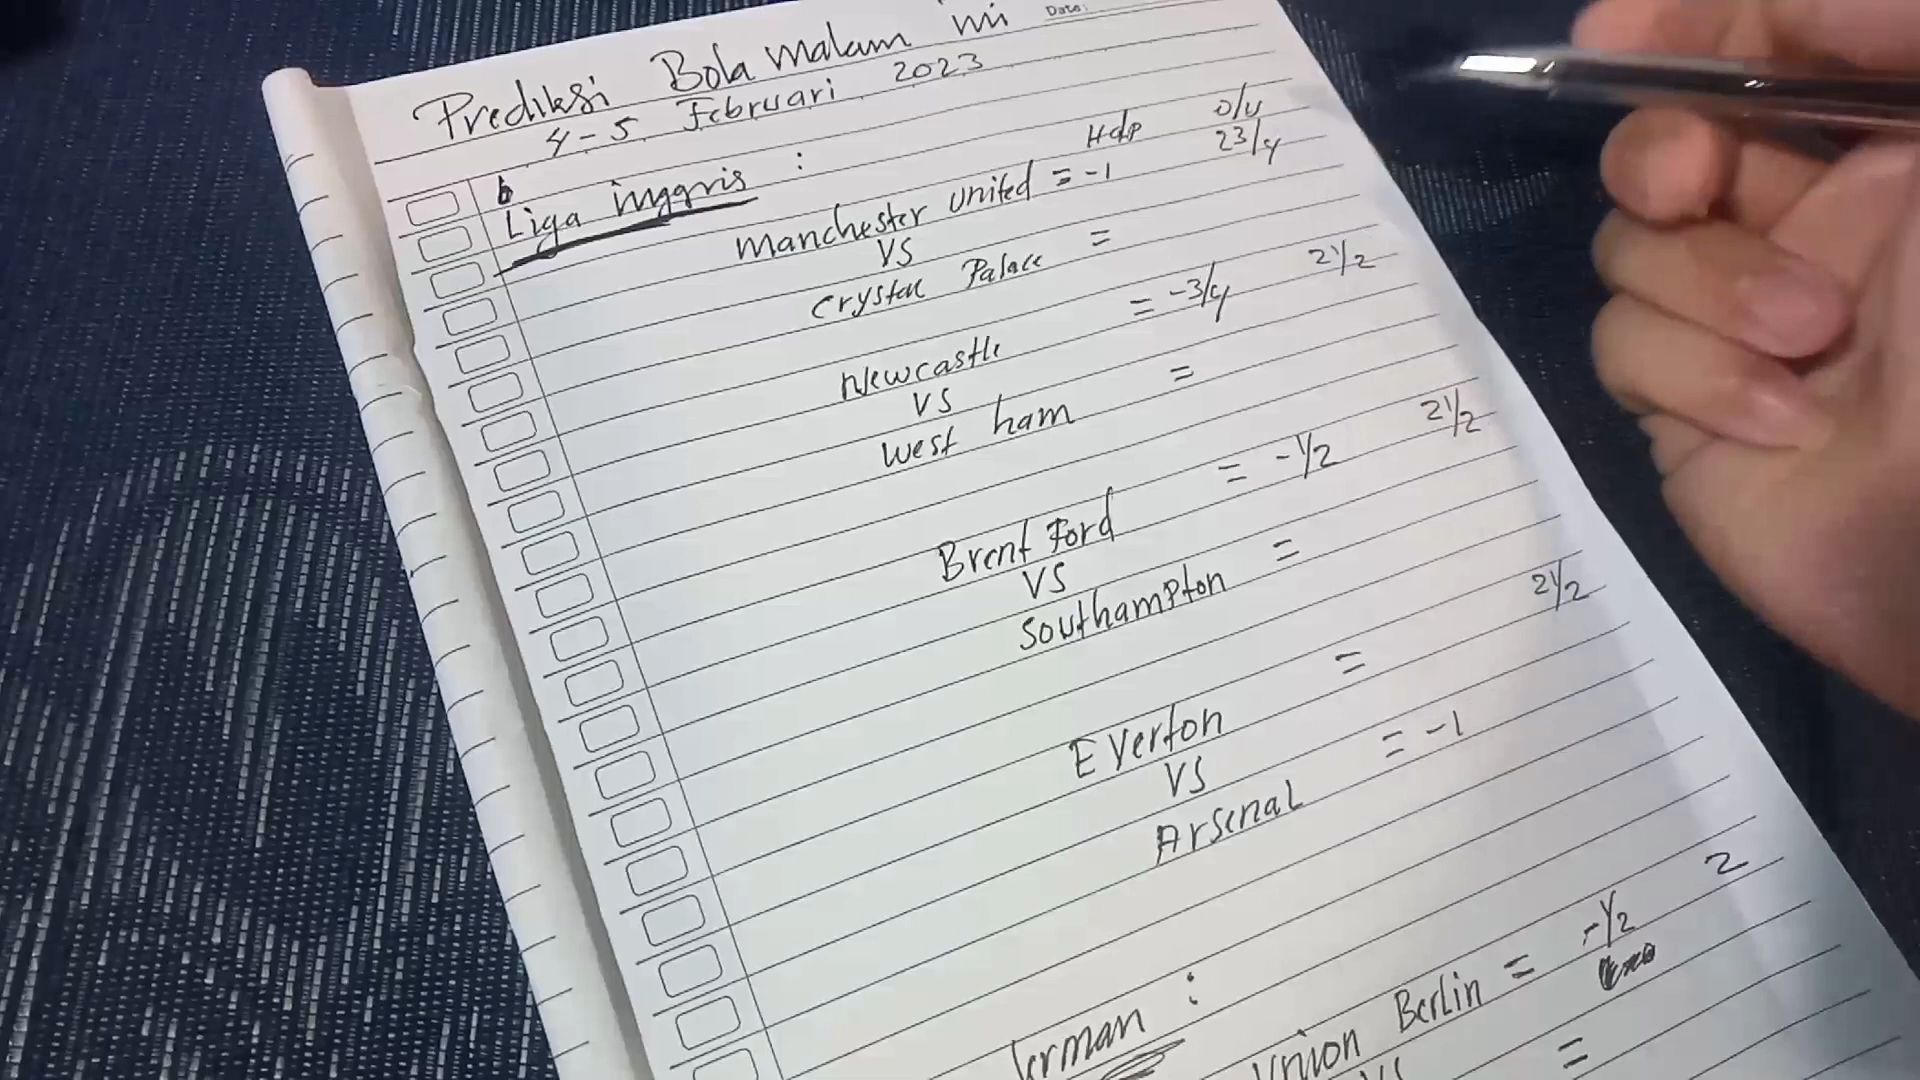 Prediksi Bola malam ini
Date:
4-5 Februari 2023
Hdp o/u
Liga inggris :
Manchester united = -1 2 3/4
VS
Crystal Palace =
Newcastle = -3/4 2 1/2
VS
West ham =
Brent Ford = -1/2 2 1/2
VS
Southampton =
Everton = 2 1/2
VS
Arsenal = -1
Jerman :
Union Berlin = -1/2 2
VS =